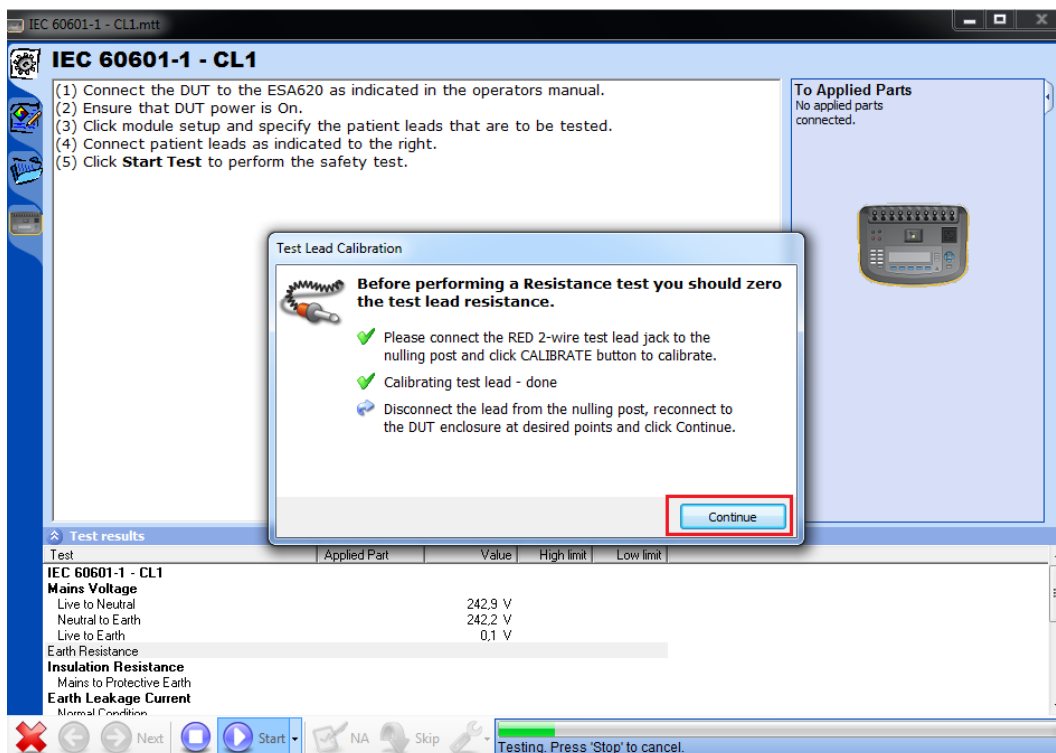 IEC 60601-1 - CL1.mtt
IEC 60601-1 - CL1
(1) Connect the DUT to the ESA620 as indicated in the operators manual.
(2) Ensure that DUT power is On.
(3) Click module setup and specify the patient leads that are to be tested.
(4) Connect patient leads as indicated to the right.
(5) Click Start Test to perform the safety test.
To Applied Parts
No applied parts
connected.
Test Lead Calibration
Before performing a Resistance test you should zero
the test lead resistance.
Please connect the RED 2-wire test lead jack to the
nulling post and click CALIBRATE button to calibrate.
Calibrating test lead - done
Disconnect the lead from the nulling post, reconnect to
the DUT enclosure at desired points and click Continue.
Continue
Test results
Test Applied Part Value High limit Low limit
IEC 60601-1 - CL1
Mains Voltage
Live to Neutral 242,9 V
Neutral to Earth 242,2 V
Live to Earth 0,1 V
Earth Resistance
Insulation Resistance
Mains to Protective Earth
Earth Leakage Current
Normal Condition
Next Start NA Skip Testing. Press 'Stop' to cancel.